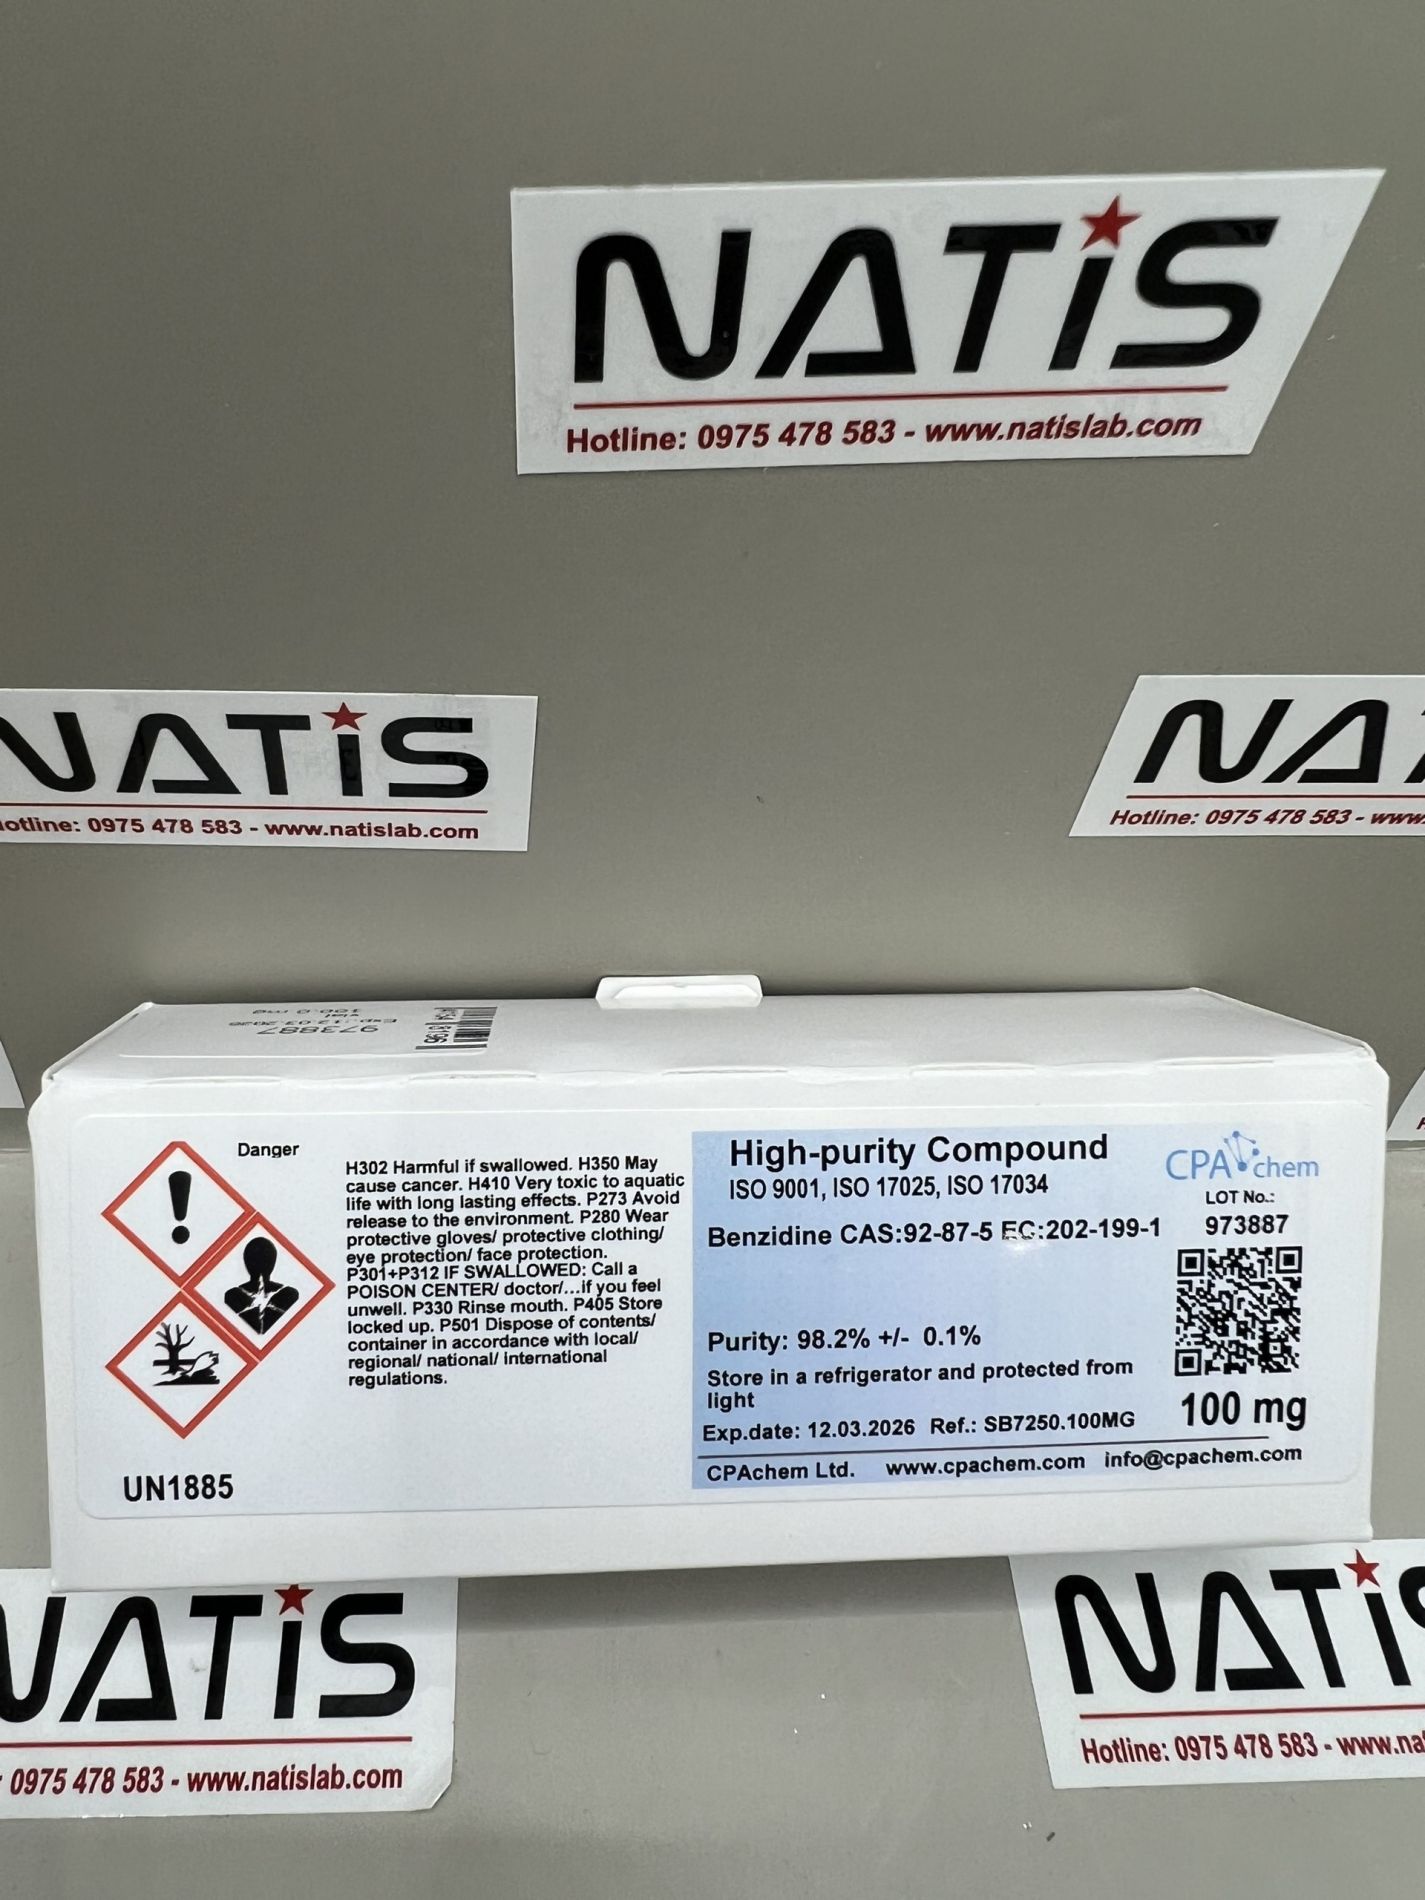 NATiS
Hotline: 0975 478 583 - www.natislab.com
NATiS
Hotline: 0975 478 583 - www.natislab.com
NAT
Hotline: 0975 478 583 - www.
973887
Exp.:12.03.2026
vial
100.0 mg
Danger
H302 Harmful if swallowed. H350 May
cause cancer. H410 Very toxic to aquatic
life with long lasting effects. P273 Avoid
release to the environment. P280 Wear
protective gloves/ protective clothing/
eye protection/ face protection.
P301+P312 IF SWALLOWED: Call a
POISON CENTER/ doctor/...if you feel
unwell. P330 Rinse mouth. P405 Store
locked up. P501 Dispose of contents/
container in accordance with local/
regional/ national/ international
regulations.
UN1885
High-purity Compound
ISO 9001, ISO 17025, ISO 17034
CPAchem
LOT No.:
973887
Benzidine CAS:92-87-5 EC:202-199-1
Purity: 98.2% +/- 0.1%
Store in a refrigerator and protected from
light
Exp.date: 12.03.2026 Ref.: SB7250.100MG
100 mg
CPAchem Ltd. www.cpachem.com info@cpachem.com
NATiS
0975 478 583 - www.natislab.com
NATiS
Hotline: 0975 478 583 - www.na